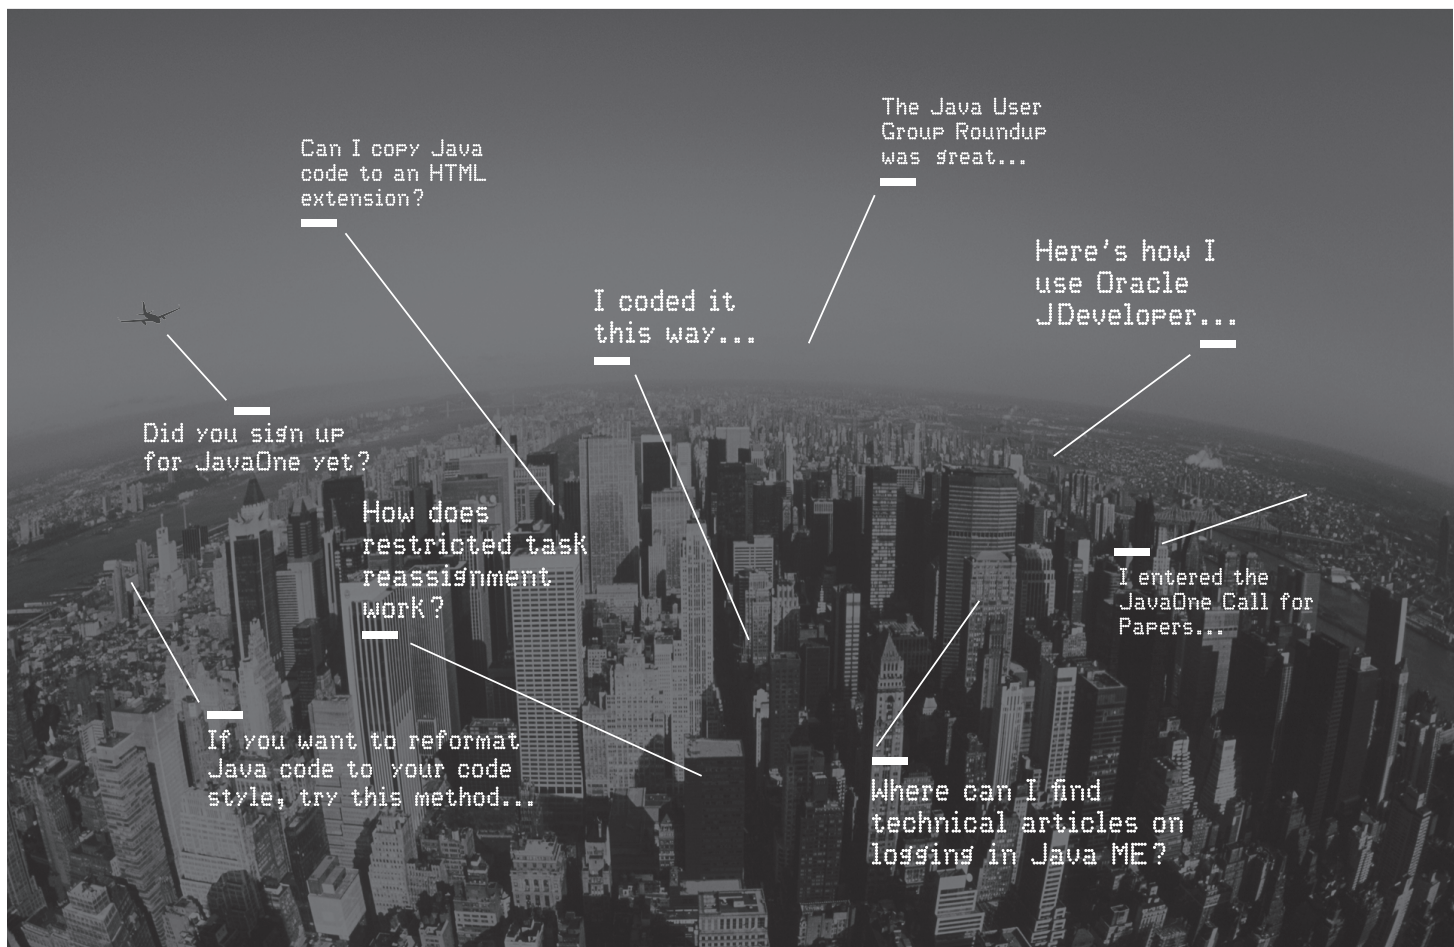 The Java User
Group Roundup
was great...
Can I copy Java
code to an HTML
extension?
Here's how I
use Oracle
JDeveloper...
I coded it
this way...
Did you sign up
for JavaOne yet?
How does
restricted task
reassignment
work?
I entered the
JavaOne Call for
Papers...
If you want to reformat
Java code to your code
style, try this method...
Where can I find
technical articles on
logging in Java ME?